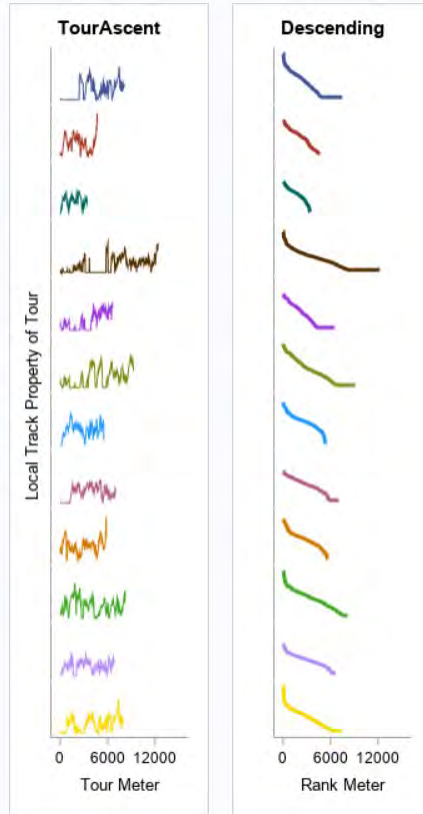 TourAscent
Descending
Local Track Property of Tour
0 6000 12000
0 6000 12000
Tour Meter
Rank Meter